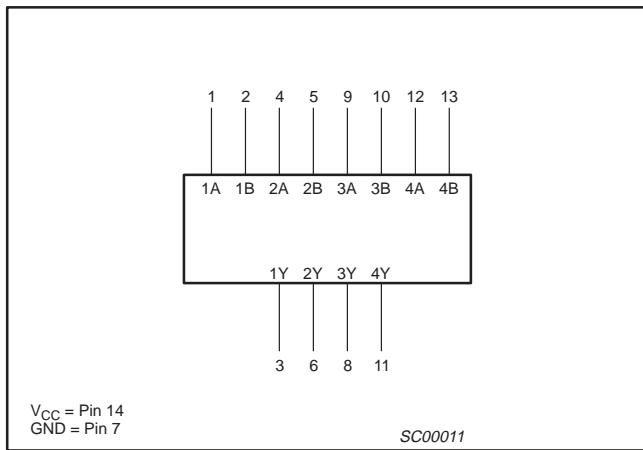 1 2 4 5 9 10 12 13
1A 1B 2A 2B 3A 3B 4A 4B
1Y 2Y 3Y 4Y
3 6 8 11
VCC = Pin 14
GND = Pin 7
SC00011